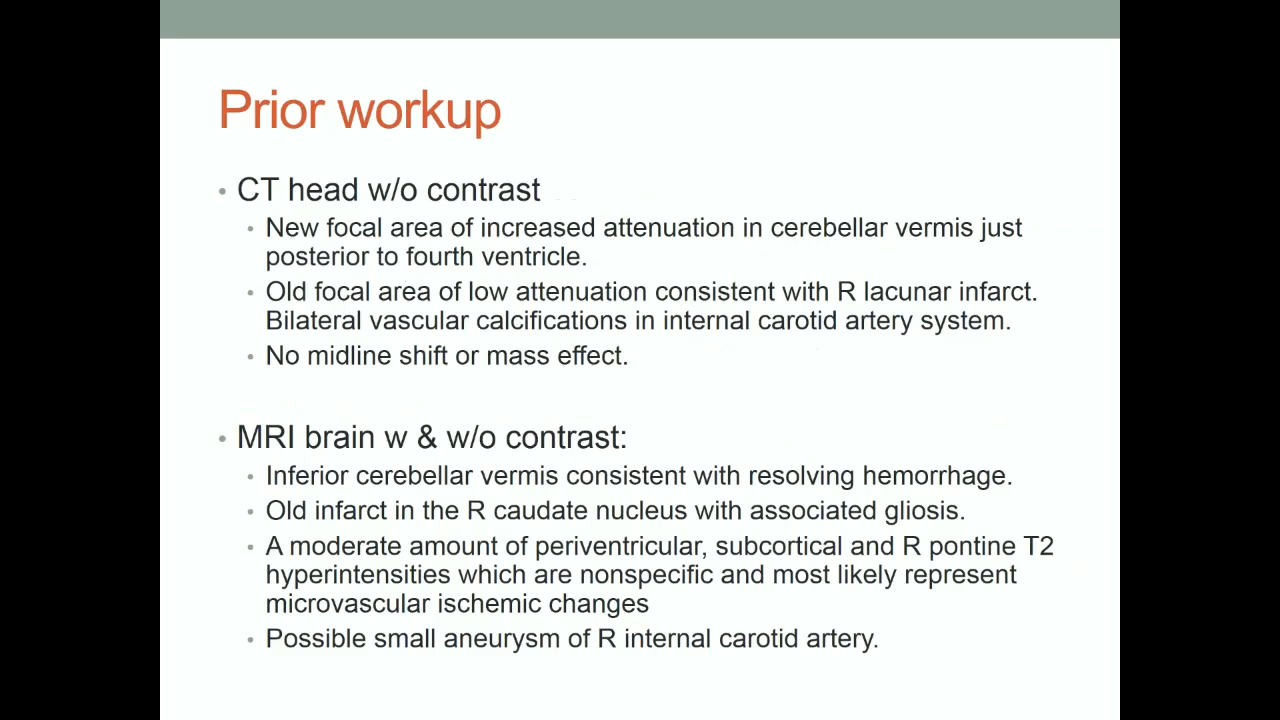 Prior workup
• CT head w/o contrast
• New focal area of increased attenuation in cerebellar vermis just
posterior to fourth ventricle.
• Old focal area of low attenuation consistent with R lacunar infarct.
Bilateral vascular calcifications in internal carotid artery system.
• No midline shift or mass effect.
• MRI brain w & w/o contrast:
• Inferior cerebellar vermis consistent with resolving hemorrhage.
• Old infarct in the R caudate nucleus with associated gliosis.
• A moderate amount of periventricular, subcortical and R pontine T2
hyperintensities which are nonspecific and most likely represent
microvascular ischemic changes
• Possible small aneurysm of R internal carotid artery.